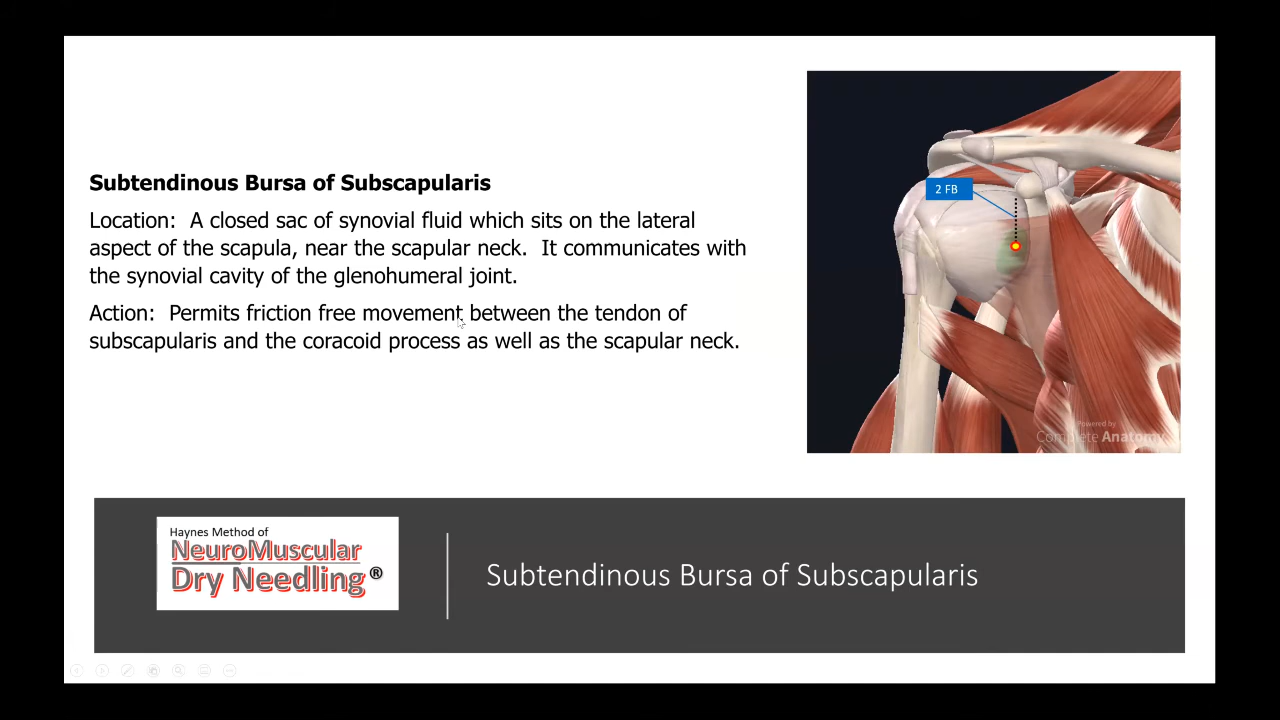 Subtendinous Bursa of Subscapularis
Location:  A closed sac of synovial fluid which sits on the lateral
aspect of the scapula, near the scapular neck.  It communicates with
the synovial cavity of the glenohumeral joint.
Action:  Permits friction free movement between the tendon of
subscapularis and the coracoid process as well as the scapular neck.
2 FB
Powered by
Complete Anatomy
Haynes Method of
NeuroMuscular
Dry Needling®
Subtendinous Bursa of Subscapularis